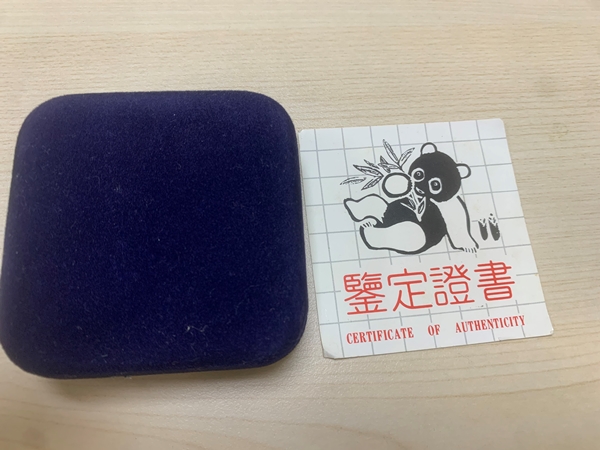 鑒定證書
CERTIFICATE OF AUTHENTICITY